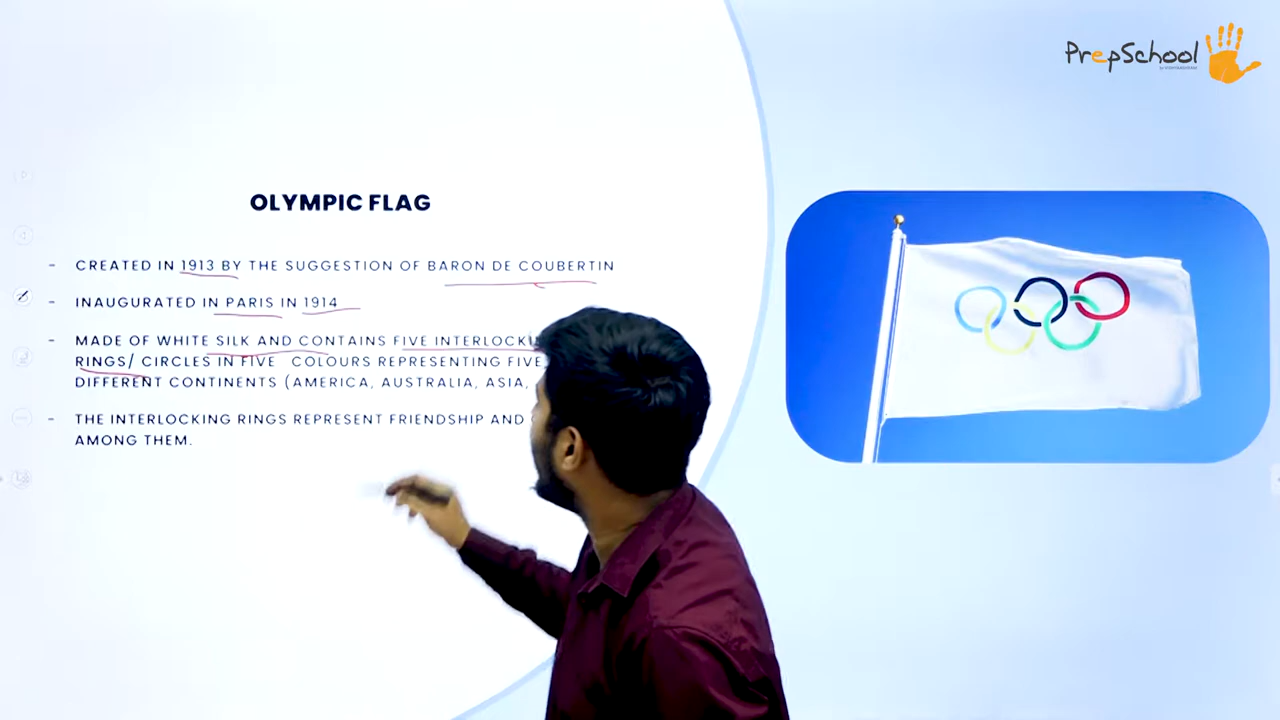 PrepSchool
OLYMPIC FLAG
- CREATED IN 1913 BY THE SUGGESTION OF BARON DE COUBERTIN
- INAUGURATED IN PARIS IN 1914
- MADE OF WHITE SILK AND CONTAINS FIVE
RINGS/ CIRCLES IN FIVE COLOURS REPRESENTING FIVE
DIFFERENT CONTINENTS (AMERICA, AUSTRALIA, ASIA,
- THE INTERLOCKING RINGS REPRESENT FRIENDSHIP AND
AMONG THEM.